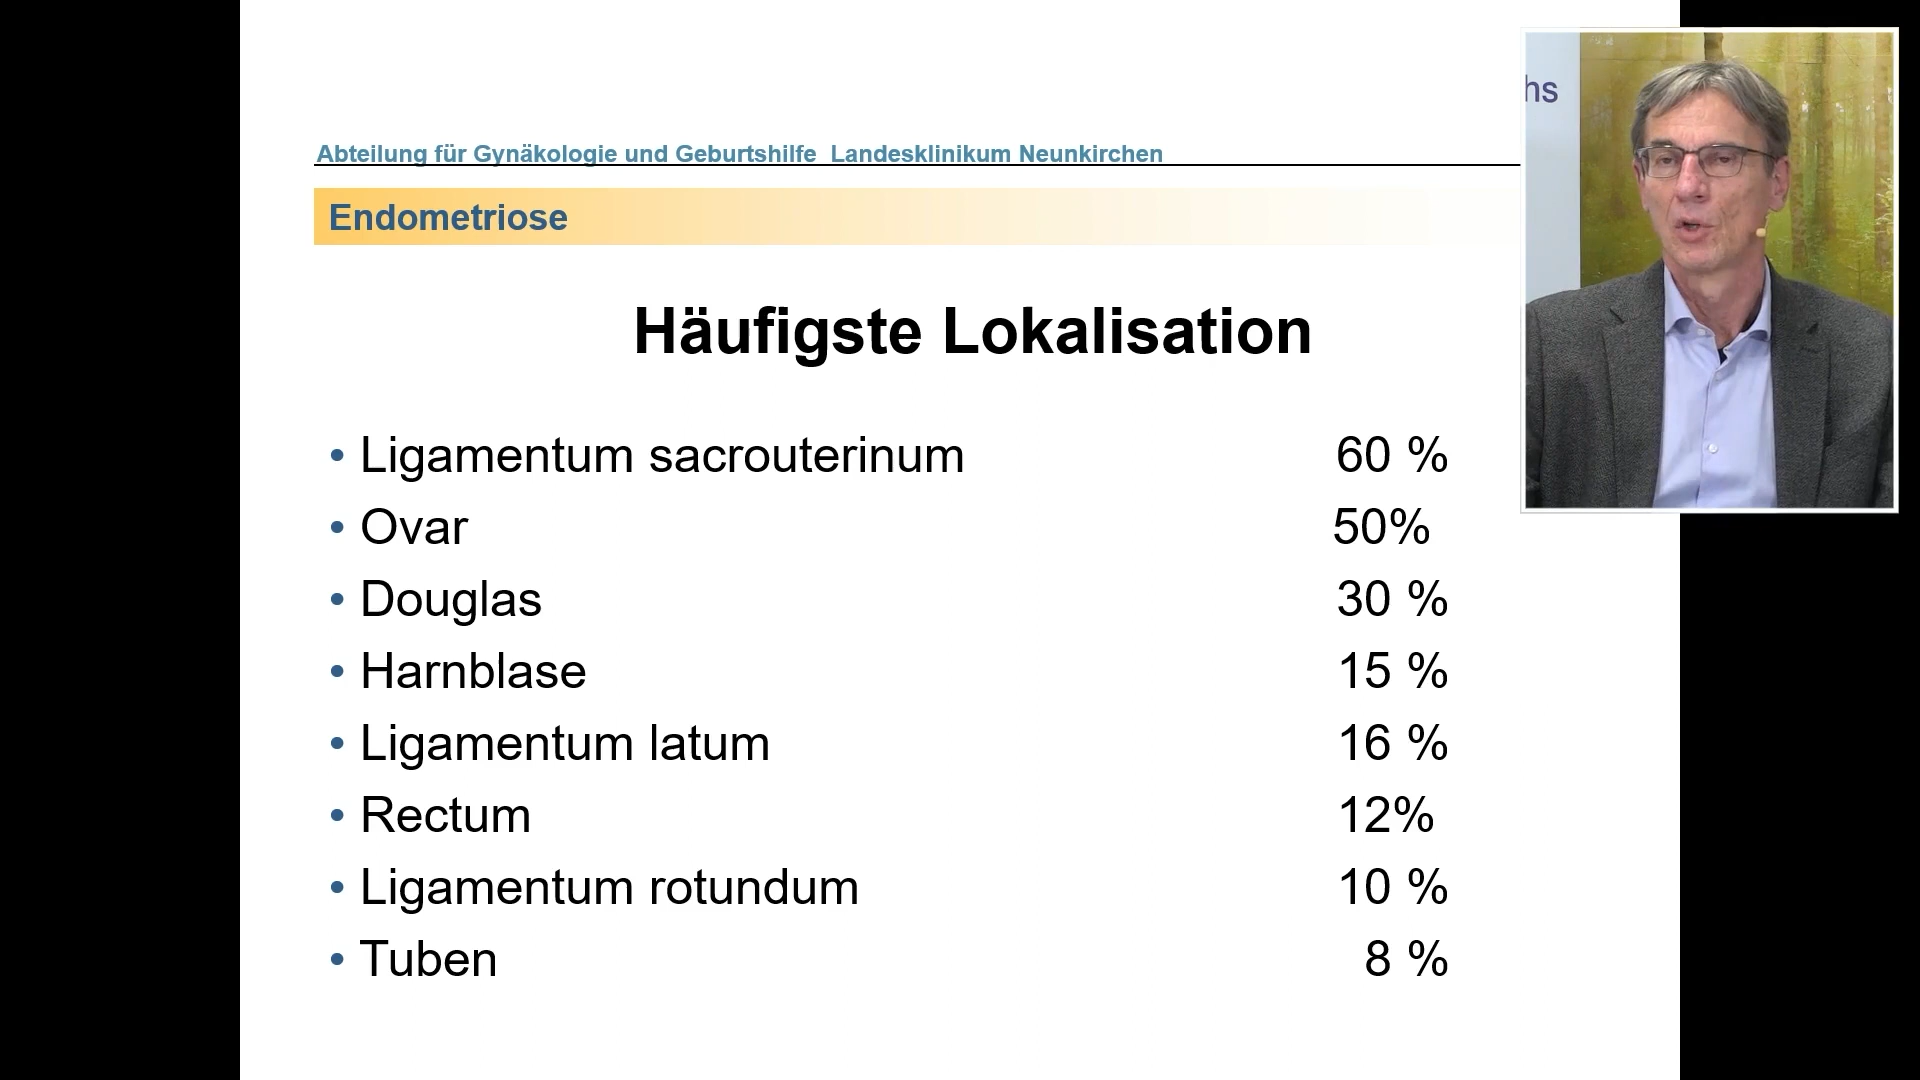 Abteilung für Gynäkologie und Geburtshilfe Landesklinikum Neunkirchen
hs
Endometriose
Häufigste Lokalisation
• Ligamentum sacrouterinum 60 %
• Ovar 50%
• Douglas 30 %
• Harnblase 15 %
• Ligamentum latum 16 %
• Rectum 12%
• Ligamentum rotundum 10 %
• Tuben 8 %